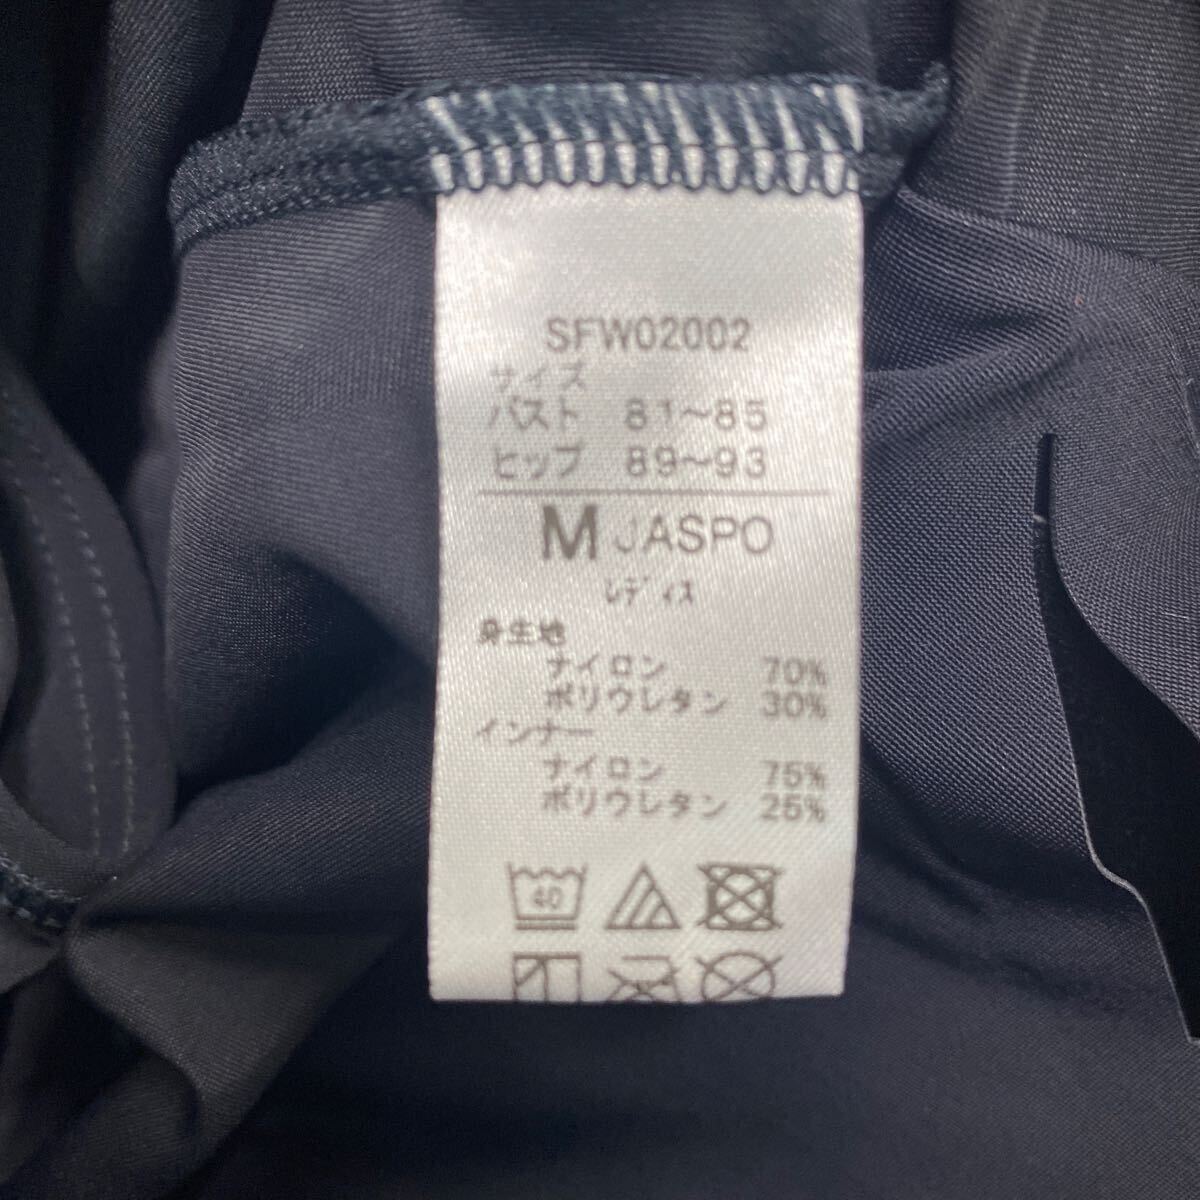 SFW02002
サイズ
バスト 81～85
ヒップ 89～93
M JASPO
レディス
身生地
ナイロン 70%
ポリウレタン 30%
インナー
ナイロン 75%
ポリウレタン 25%
40